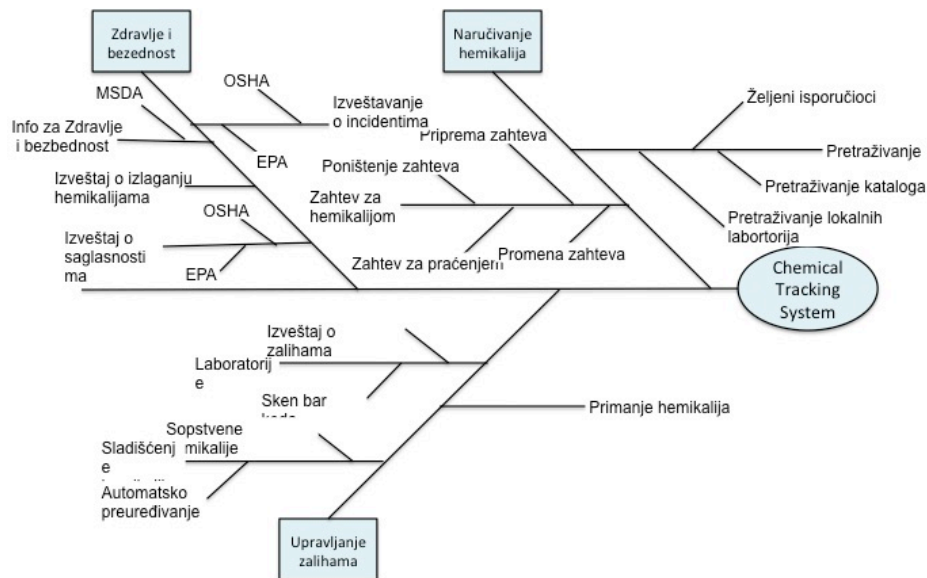 Zdravlje i
bezednost
Naručivanje
hemikalija
MSDA
OSHA
Izveštavanje
o incidentima
Info za Zdravlje
i bezbednost
EPA
Izveštaj o izlaganju
hemikalijama
OSHA
Izveštaj o
saglasnosti
ma
EPA
Priprema zahteva
Poništenje zahteva
Zahtev za
hemikalijom
Zahtev za praćenjem
Promena zahteva
Željeni isporučioci
Pretraživanje
Pretraživanje kataloga
Pretraživanje lokalnih
labortorija
Chemical
Tracking
System
Izveštaj o
zalihama
Laboratorij
e
Sken bar
Primanje hemikalija
Sopstvene
Sladišćenj
e
Automatsko
preuređivanje
Upravljanje
zalihama